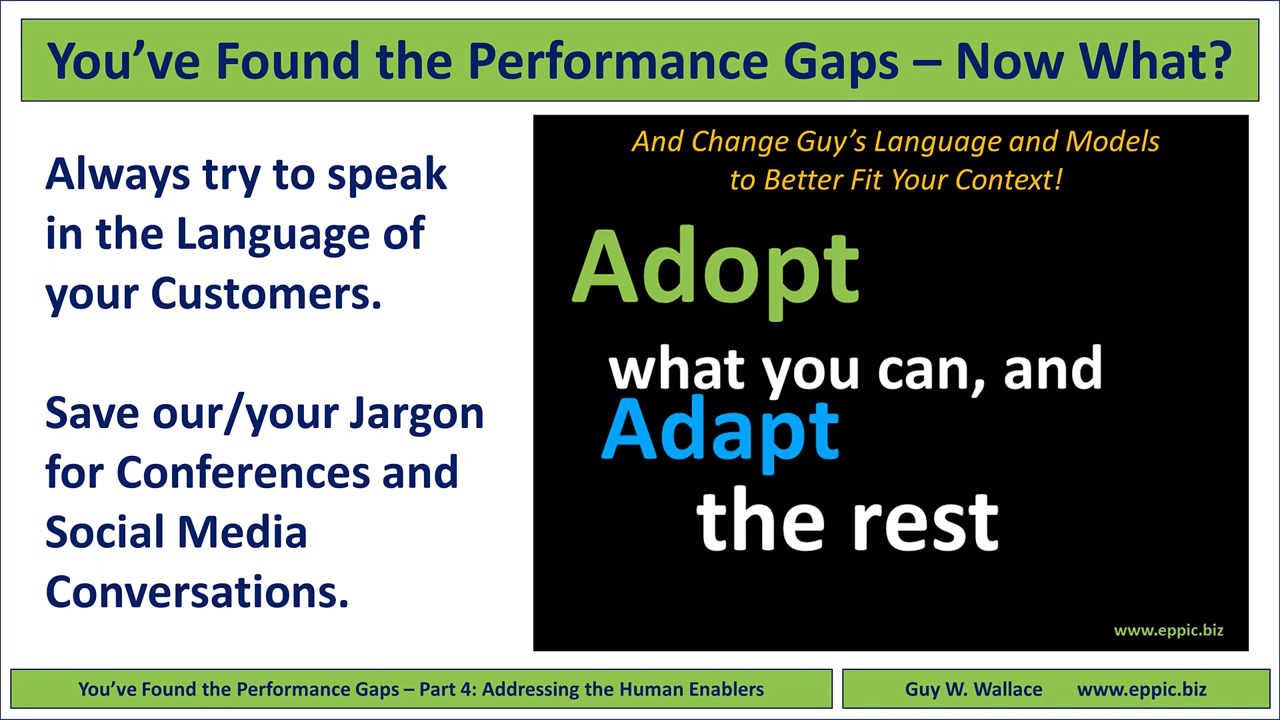 You’ve Found the Performance Gaps – Now What?
Always try to speak
in the Language of
your Customers.
Save our/your Jargon
for Conferences and
Social Media
Conversations.
And Change Guy’s Language and Models
to Better Fit Your Context!
Adopt
what you can, and
Adapt
the rest
www.eppic.biz
You’ve Found the Performance Gaps – Part 4: Addressing the Human Enablers
Guy W. Wallace www.eppic.biz